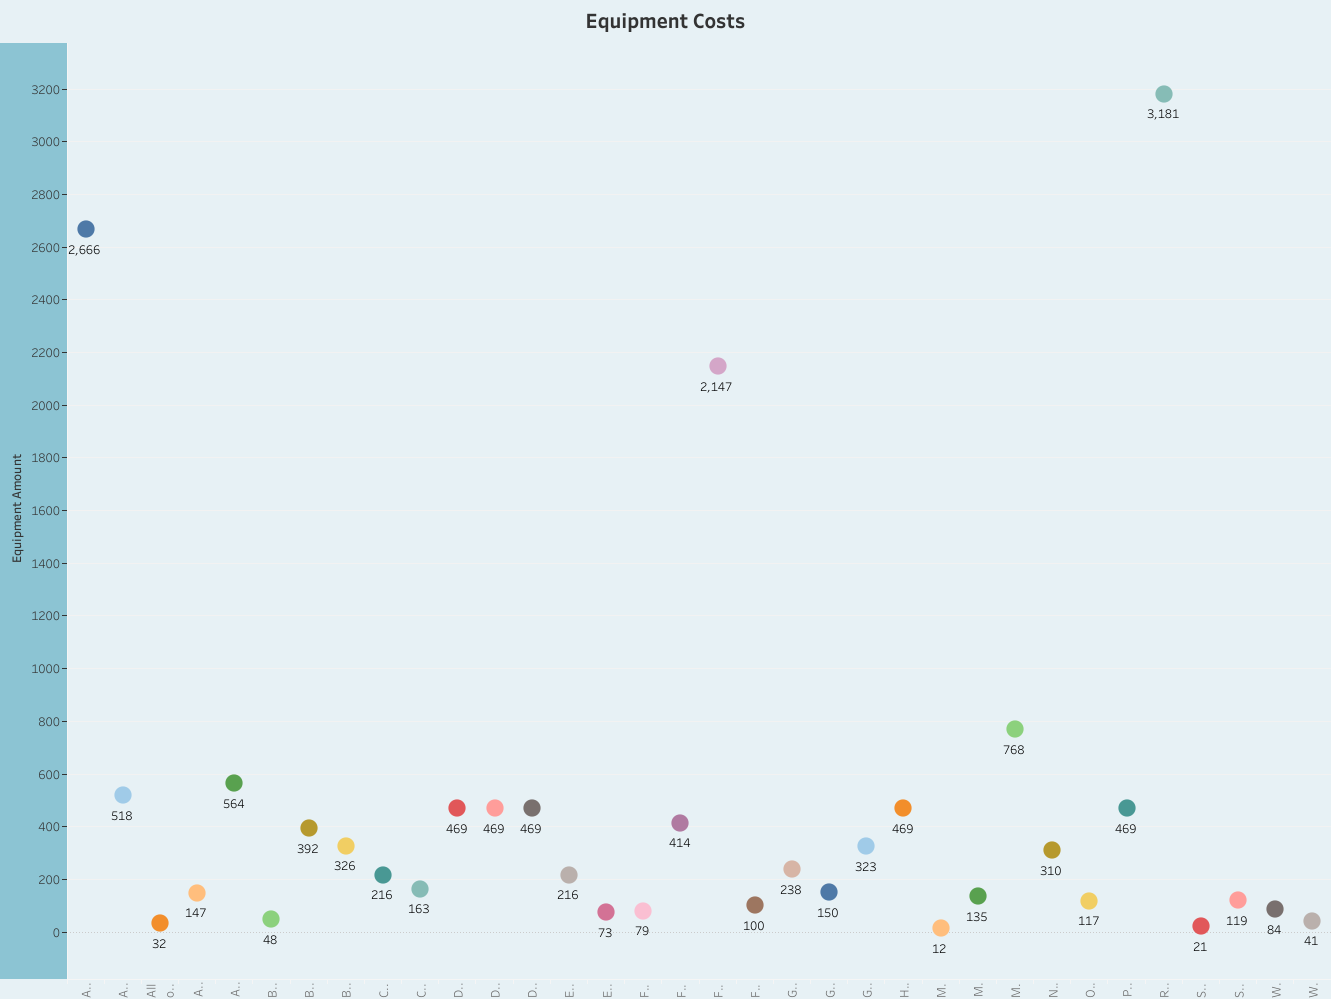 Equipment Costs
Equipment Amount
3200
3000
2800
2600
2400
2200
2000
1800
1600
1400
1200
1000
800
600
400
200
0
2,666
518
32
147
564
48
392
326
216
163
469
469
469
216
73
79
414
2,147
100
238
150
323
469
12
135
768
310
117
469
3,181
21
119
84
41
A..
A..
All
o..
A..
A..
B..
B..
B..
C..
C..
D..
D..
D..
E..
E..
F..
F..
F..
F..
G..
G..
G..
H..
M.
M.
M.
N..
O..
P..
R..
S..
S..
W.
W.